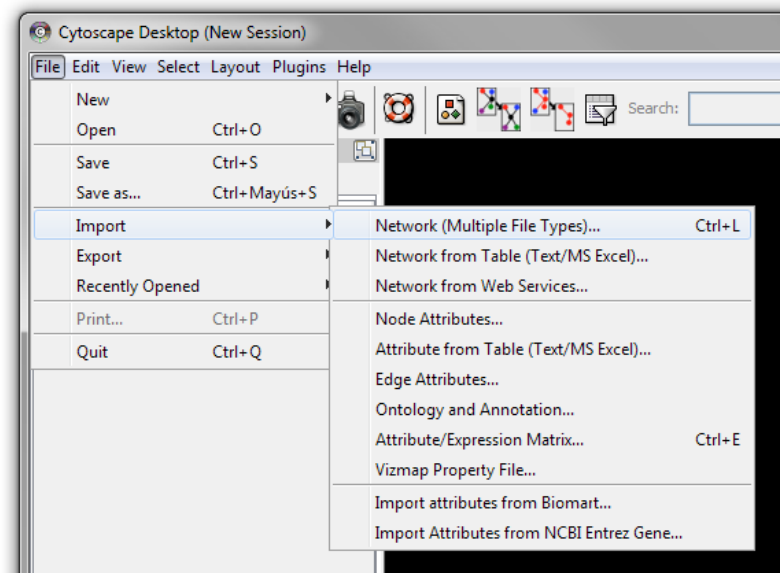 Cytoscape Desktop (New Session)
File Edit View Select Layout Plugins Help
Search:
New
Open Ctrl+O
Save Ctrl+S
Save as... Ctrl+Mayús+S
Import
Export
Recently Opened
Print... Ctrl+P
Quit Ctrl+Q
Network (Multiple File Types)... Ctrl+L
Network from Table (Text/MS Excel)...
Network from Web Services...
Node Attributes...
Attribute from Table (Text/MS Excel)...
Edge Attributes...
Ontology and Annotation...
Attribute/Expression Matrix... Ctrl+E
Vizmap Property File...
Import attributes from Biomart...
Import Attributes from NCBI Entrez Gene...